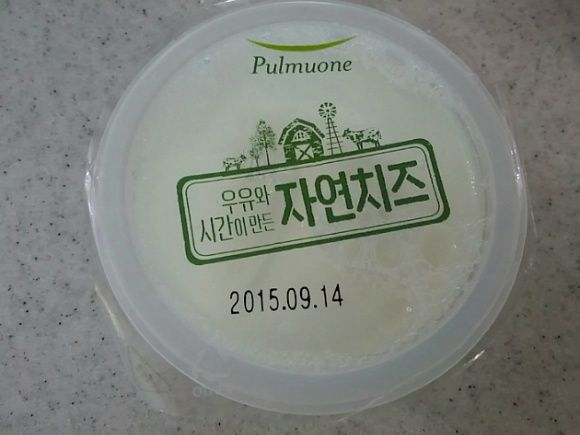 Pulmuone
우유와
시간이 만든
자연치즈
2015.09.14